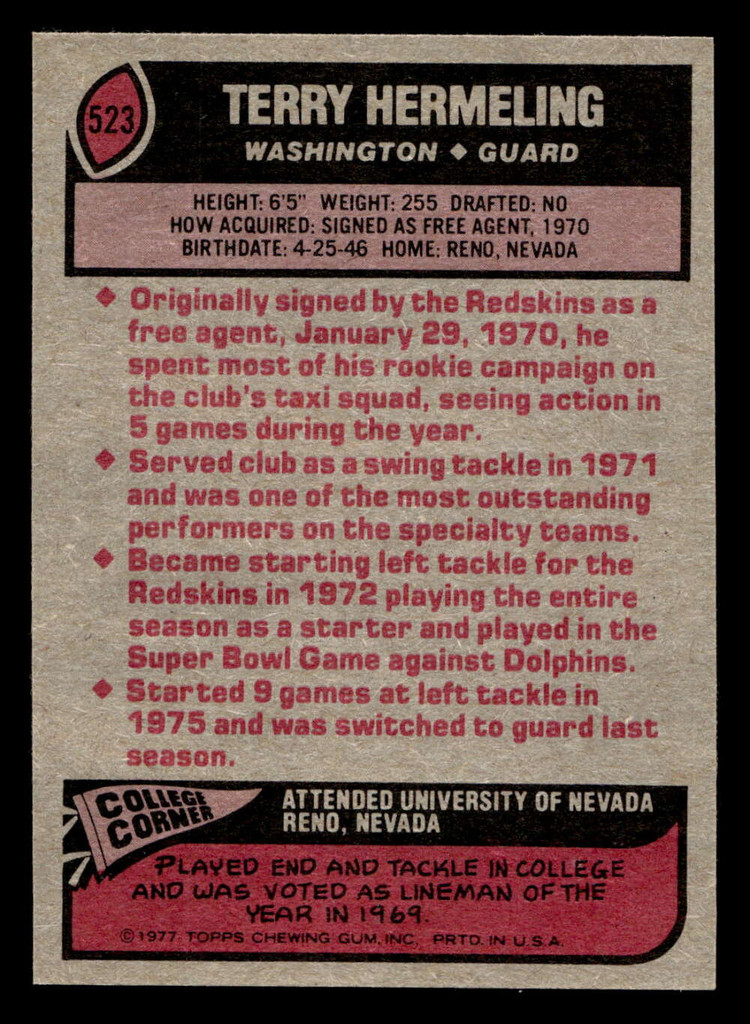 523
TERRY HERMELING
WASHINGTON ◆ GUARD
HEIGHT: 6'5" WEIGHT: 255 DRAFTED: NO
HOW ACQUIRED: SIGNED AS FREE AGENT, 1970
BIRTHDATE: 4-25-46 HOME: RENO, NEVADA
◆ Originally signed by the Redskins as a
free agent, January 29, 1970, he
spent most of his rookie campaign on
the club's taxi squad, seeing action in
5 games during the year.
◆ Served club as a swing tackle in 1971
and was one of the most outstanding
performers on the specialty teams.
◆ Became starting left tackle for the
Redskins in 1972 playing the entire
season as a starter and played in the
Super Bowl Game against Dolphins.
◆ Started 9 games at left tackle in
1975 and was switched to guard last
season.
COLLEGE
CORNER
ATTENDED UNIVERSITY OF NEVADA
RENO, NEVADA
PLAYED END AND TACKLE IN COLLEGE
AND WAS VOTED AS LINEMAN OF THE
YEAR IN 1969.
©1977 TOPPS CHEWING GUM, INC. PRTD. IN U.S.A.